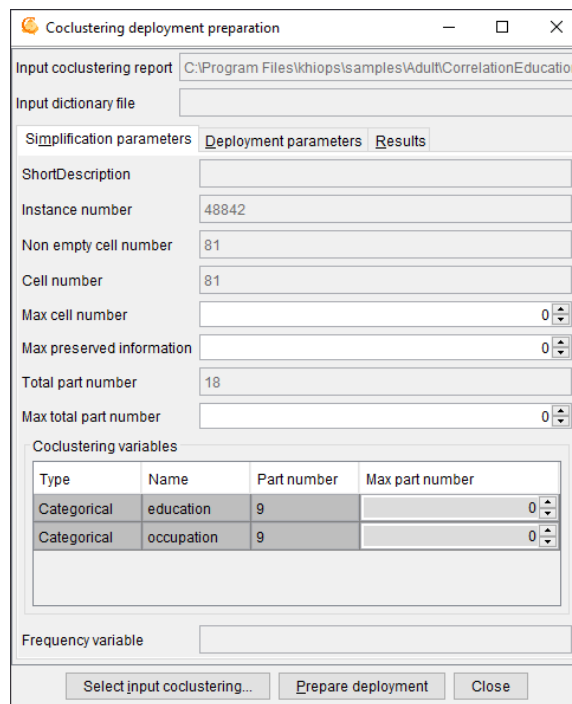 Coclustering deployment preparation
Input coclustering report C:\Program Files\khiops\samples\Adult\CorrelationEducatio
Input dictionary file
Simplification parameters Deployment parameters Results
ShortDescription
Instance number 48842
Non empty cell number 81
Cell number 81
Max cell number 0
Max preserved information 0
Total part number 18
Max total part number 0
Coclustering variables
Type Name Part number Max part number
Categorical education 9 0
Categorical occupation 9 0
Frequency variable
Select input coclustering... Prepare deployment Close